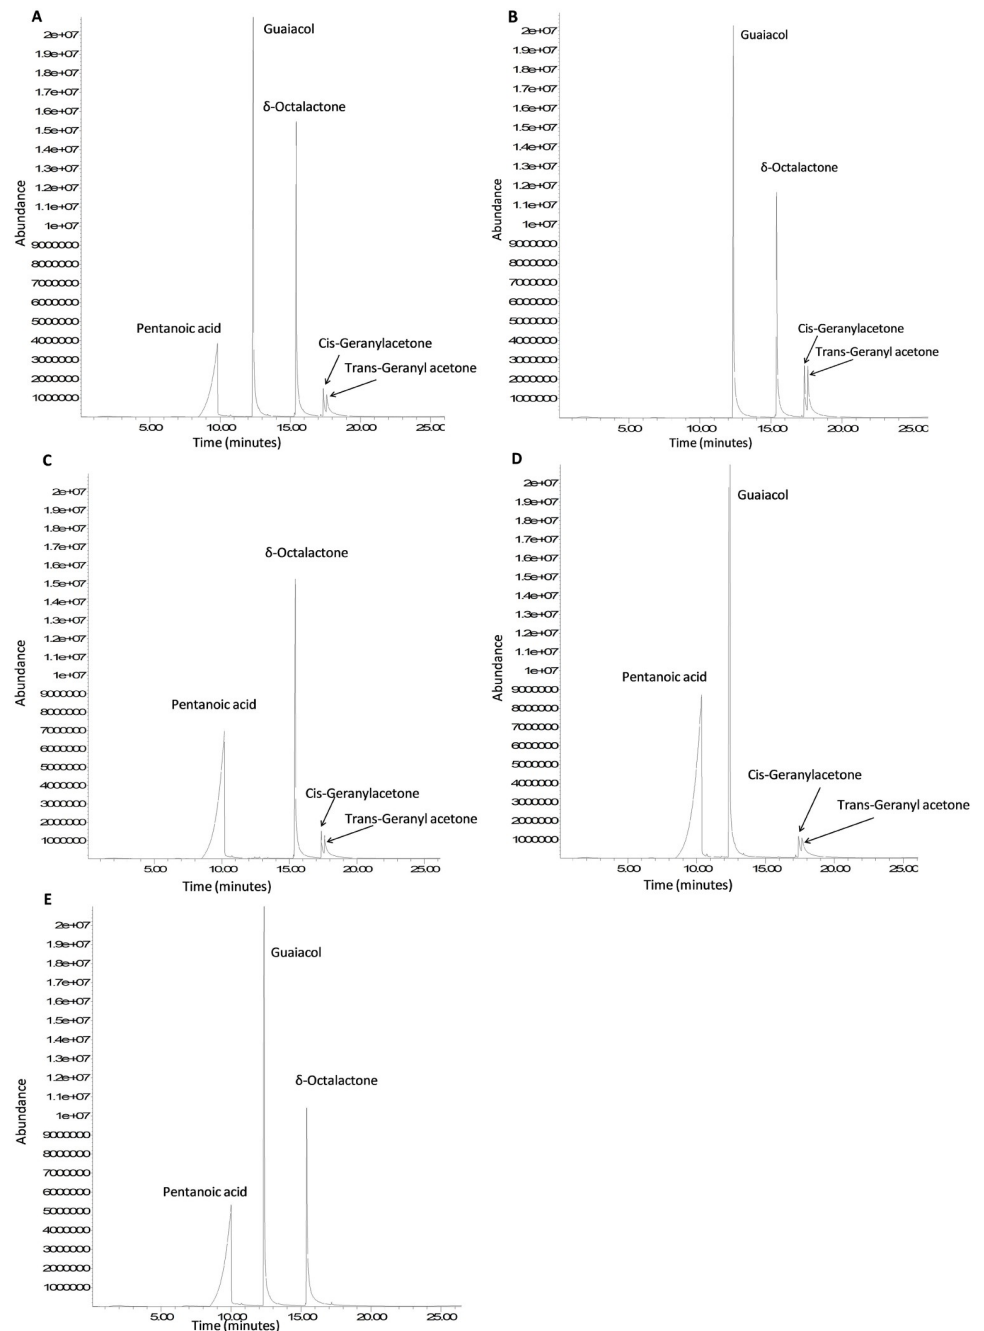 A
2e+07
1.9e+07
1.8e+07
1.7e+07
1.6e+07
1.5e+07
1.4e+07
1.3e+07
1.2e+07
1.1e+07
1e+07
9000000
8000000
7000000
6000000
5000000
4000000
3000000
2000000
1000000
Abundance
Guaiacol
δ-Octalactone
Pentanoic acid
Cis-Geranylacetone
Trans-Geranyl acetone
5.00 10.00 15.00 20.00 25.00
Time (minutes)
B
2e+07
1.9e+07
1.8e+07
1.7e+07
1.6e+07
1.5e+07
1.4e+07
1.3e+07
1.2e+07
1.1e+07
1e+07
9000000
8000000
7000000
6000000
5000000
4000000
3000000
2000000
1000000
Abundance
Guaiacol
δ-Octalactone
Cis-Geranylacetone
Trans-Geranyl acetone
5.00 10.00 15.00 20.00 25.00
Time (minutes)
C
2e+07
1.9e+07
1.8e+07
1.7e+07
1.6e+07
1.5e+07
1.4e+07
1.3e+07
1.2e+07
1.1e+07
1e+07
9000000
8000000
7000000
6000000
5000000
4000000
3000000
2000000
1000000
Abundance
δ-Octalactone
Pentanoic acid
Cis-Geranylacetone
Trans-Geranyl acetone
5.00 10.00 15.00 20.00 25.00
Time (minutes)
D
2e+07
1.9e+07
1.8e+07
1.7e+07
1.6e+07
1.5e+07
1.4e+07
1.3e+07
1.2e+07
1.1e+07
1e+07
9000000
8000000
7000000
6000000
5000000
4000000
3000000
2000000
1000000
Abundance
Guaiacol
Pentanoic acid
Cis-Geranylacetone
Trans-Geranyl acetone
5.00 10.00 15.00 20.00 25.00
Time (minutes)
E
2e+07
1.9e+07
1.8e+07
1.7e+07
1.6e+07
1.5e+07
1.4e+07
1.3e+07
1.2e+07
1.1e+07
1e+07
9000000
8000000
7000000
6000000
5000000
4000000
3000000
2000000
1000000
Abundance
Guaiacol
δ-Octalactone
Pentanoic acid
5.00 10.00 15.00 20.00 25.00
Time (minutes)